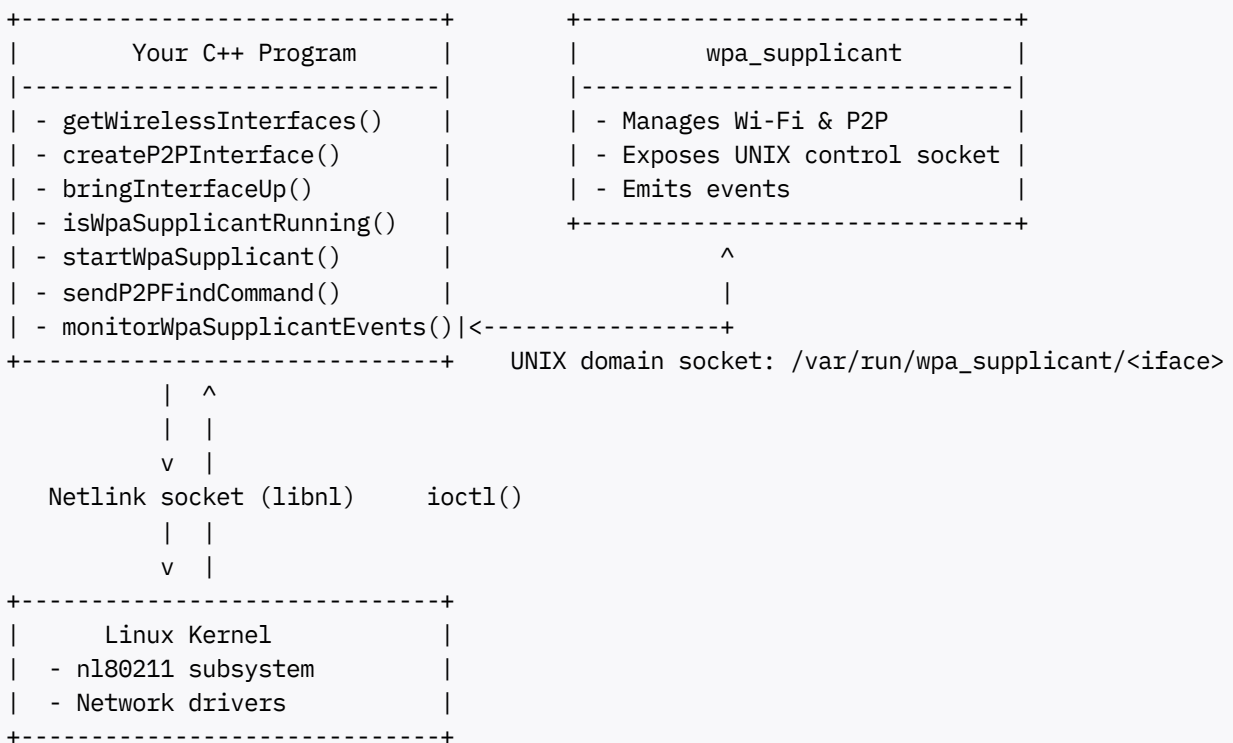 +------------------------------+        +-------------------------------+
|        Your C++ Program      |        |         wpa_supplicant        |
|------------------------------|        |-------------------------------|
| - getWirelessInterfaces()    |        | - Manages Wi-Fi & P2P         |
| - createP2PInterface()       |        | - Exposes UNIX control socket |
| - bringInterfaceUp()         |        | - Emits events                |
| - isWpaSupplicantRunning()   |        +-------------------------------+
| - startWpaSupplicant()       |                   ^
| - sendP2PFindCommand()       |                   |
| - monitorWpaSupplicantEvents()|<-----------------+
+------------------------------+    UNIX domain socket: /var/run/wpa_supplicant/<iface>
           |  ^
           |  |
           v  |
   Netlink socket (libnl)     ioctl()
           |  |
           v  |
+------------------------------+
|      Linux Kernel            |
|  - nl80211 subsystem         |
|  - Network drivers           |
+------------------------------+